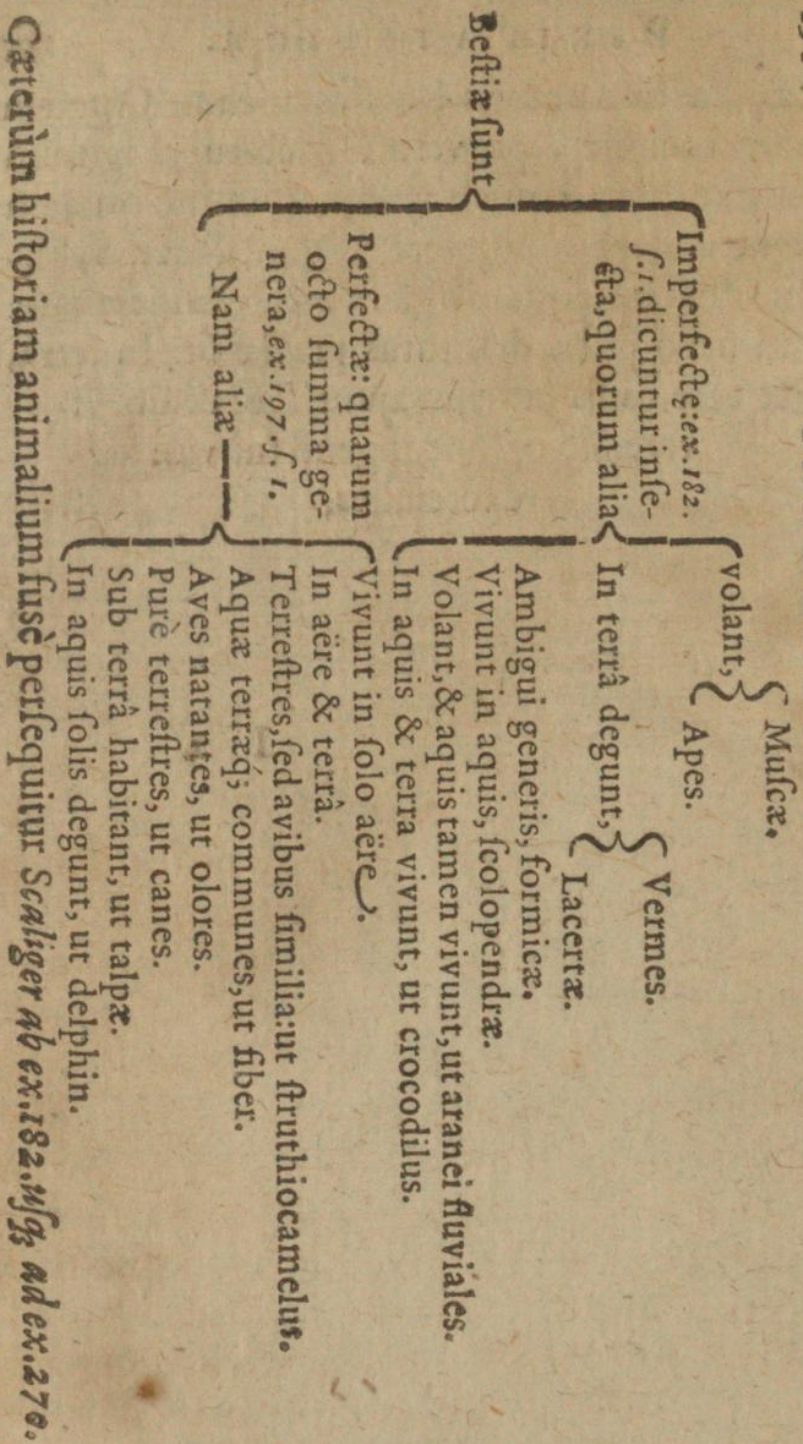 Bestiæ sunt
Imperfectę: ex. 182.
s. 1. dicuntur inse-
cta, quorum alia
volant,
Muscæ.
Apes.
In terrâ degunt,
Vermes.
Lacertæ.
Ambigui generis, formicæ.
Vivunt in aquis, scolopendræ.
Volant, & aquis tamen vivunt, ut aranei fluviales.
In aquis & terra vivunt, ut crocodilus.
Perfectæ: quarum
octo summa ge-
nera, ex. 197. s. 1.
Nam aliæ
Vivunt in solo aëre.
In aëre & terrâ.
Terrestres, sed avibus similia: ut struthiocamelus.
Aquæ terræq́; communes, ut fiber.
Aves natantes, ut olores.
Purè terrestres, ut canes.
Sub terrâ habitant, ut talpæ.
In aquis solis degunt, ut delphin.
Cæterùm historiam animalium fusè persequitur Scaliger ab ex. 182. usq; ad ex. 270.